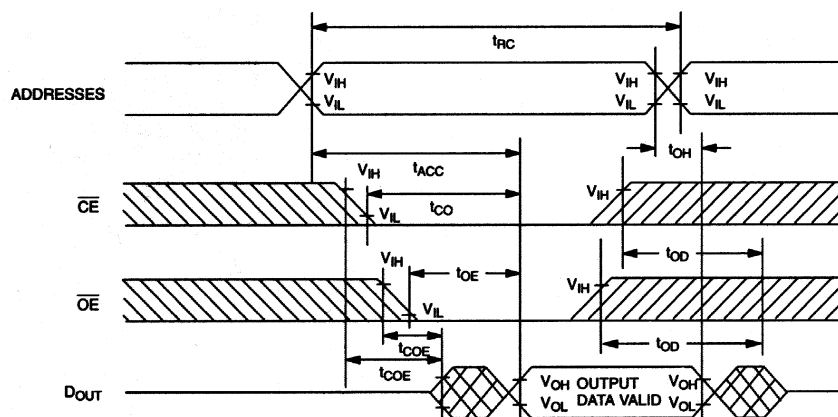 tRC
ADDRESSES
VIH VIH VIH
VIL VIL VIL
tOH
tACC
VIH VIH
CE
tCO
VIL
tOD
VIH
tOE
VIH
OE
VIL
tOD
tCOE
tCOE
DOUT
VOH OUTPUT VOH
VOL DATA VALID VOL